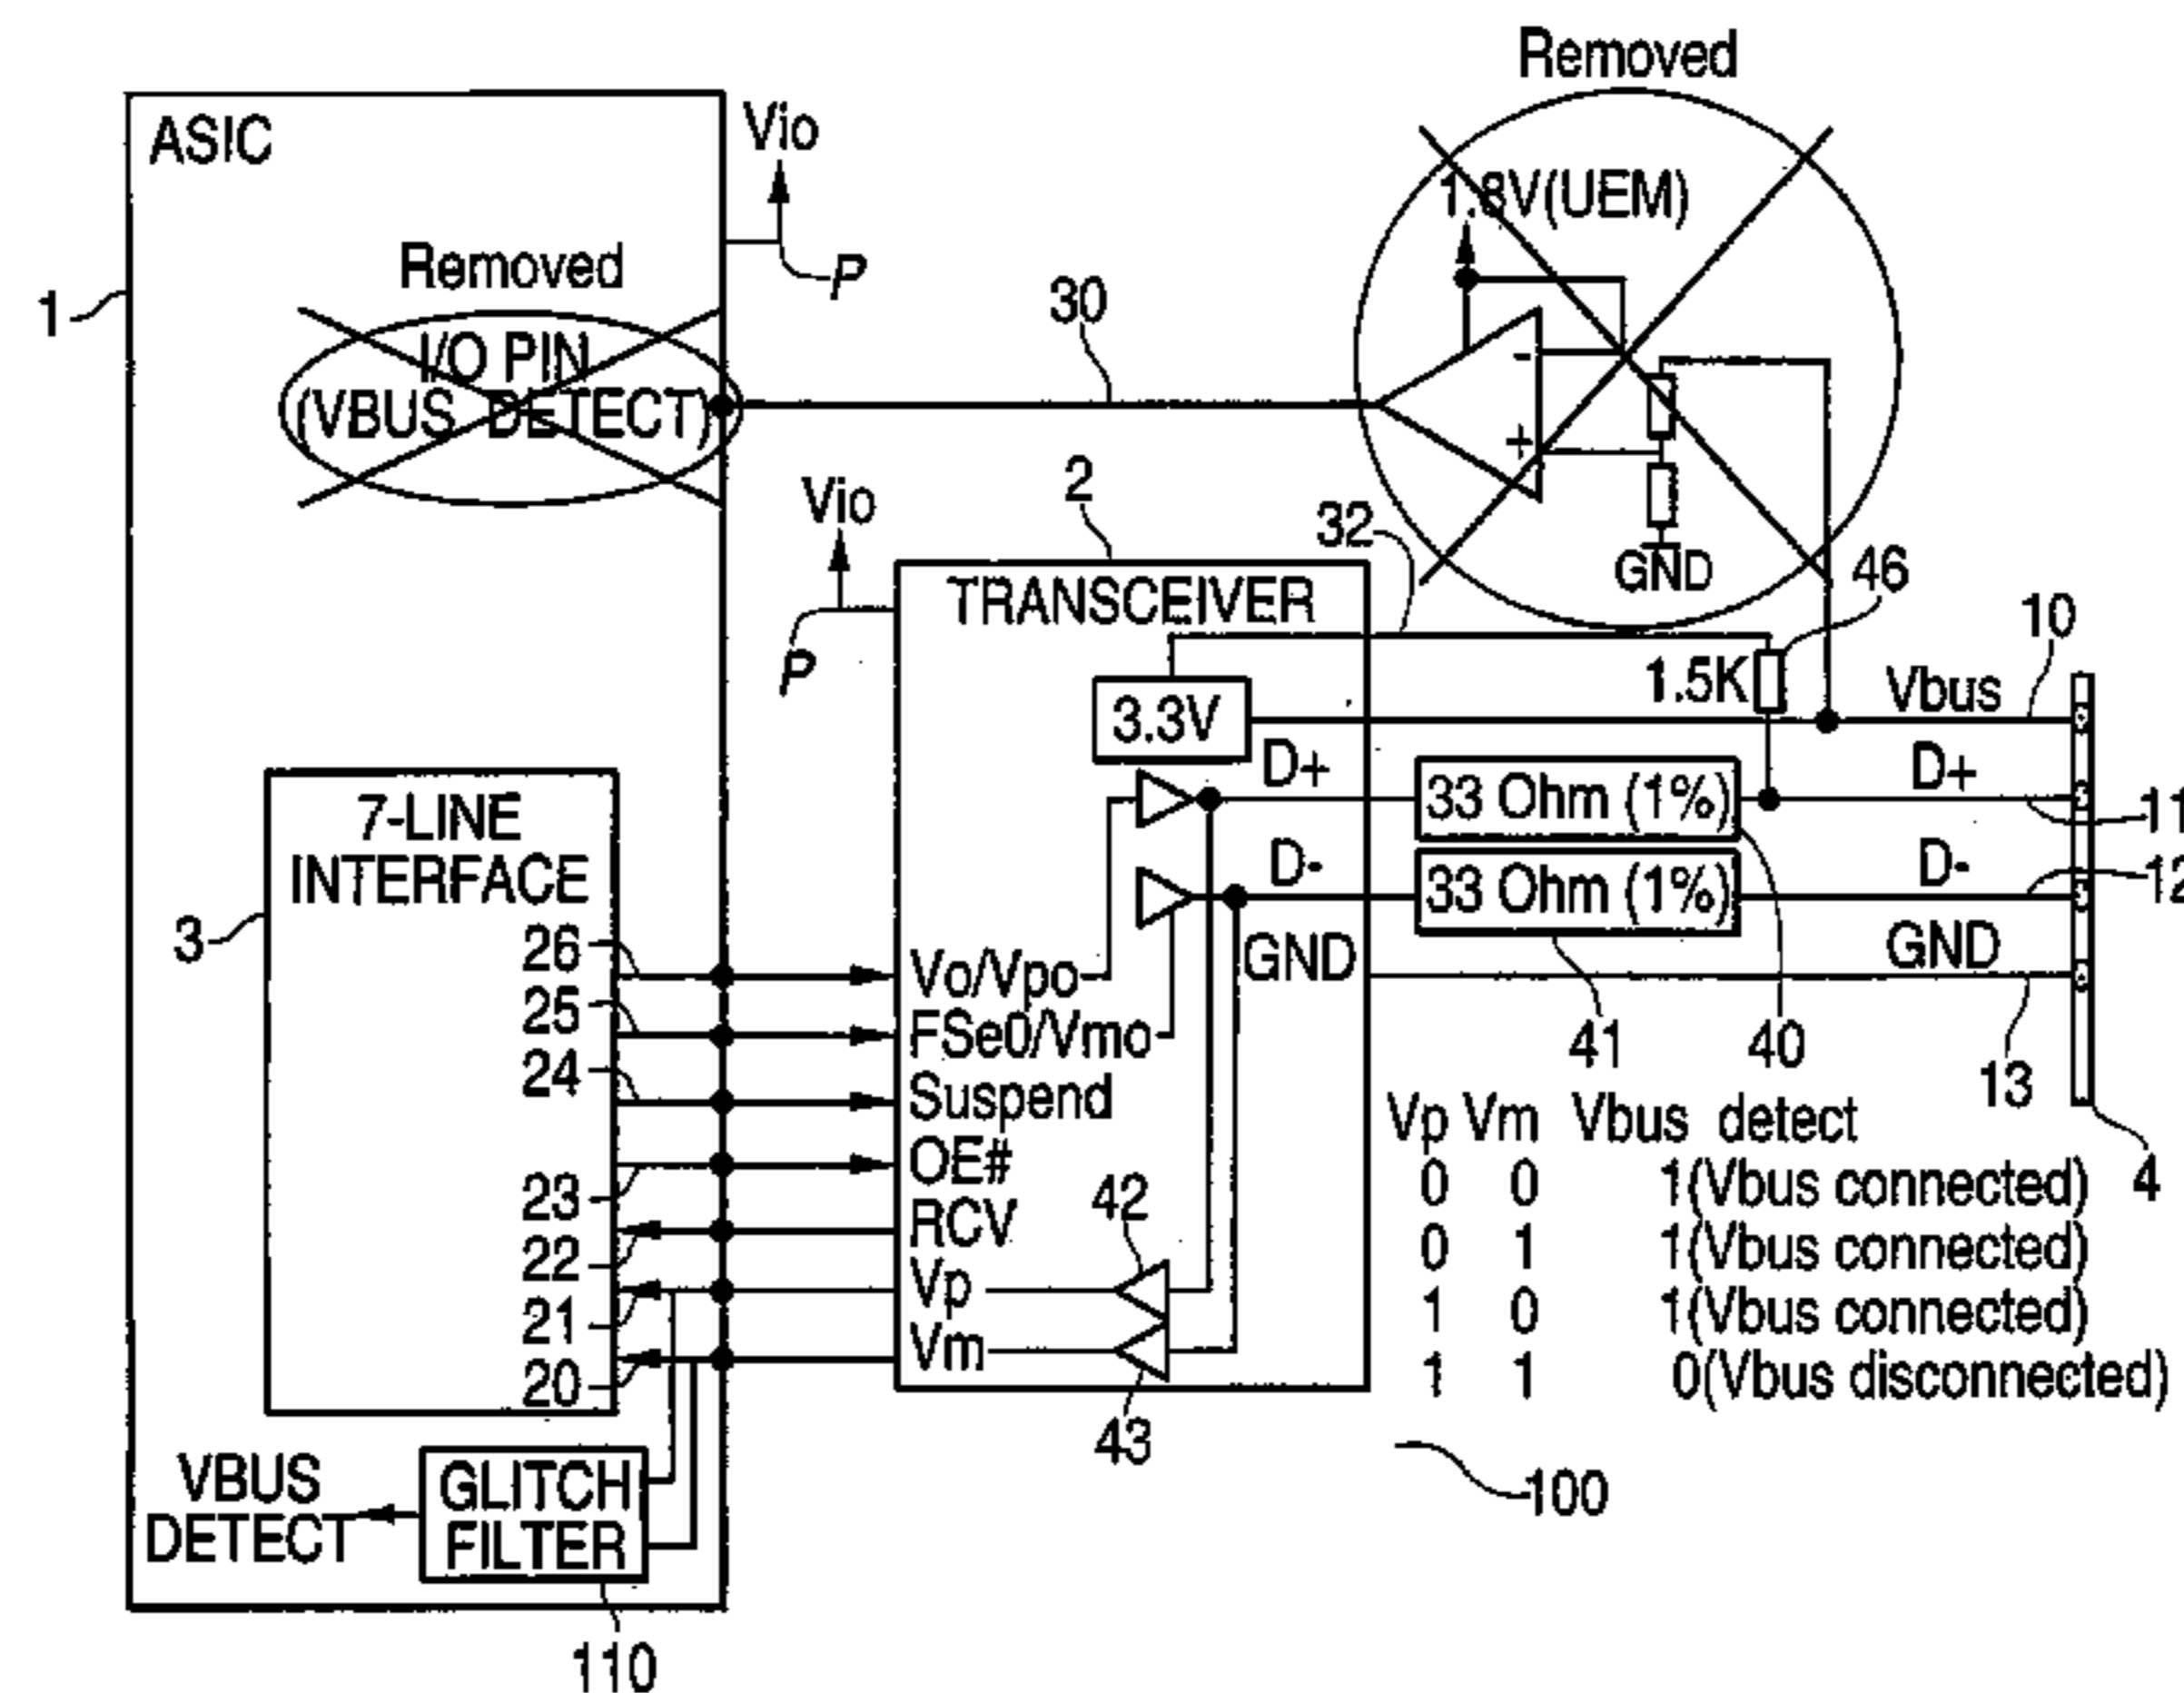 Removed
ASIC
Vio
P
1
Removed
I/O PIN
(VBUS DETECT)
30
1.8V(UEM)
-
+
GND
Vio
P
2
TRANSCEIVER
32
46
1.5K
10
Vbus
3.3V
D+
33 Ohm (1%)
D+
11
D-
33 Ohm (1%)
D-
12
GND
GND
41
40
13
4
7-LINE
INTERFACE
3
26
25
24
23
22
21
20
Vo/Vpo
FSe0/Vmo
Suspend
OE#
RCV
Vp
Vm
42
43
Vp Vm Vbus detect
0 0 1(Vbus connected)
0 1 1(Vbus connected)
1 0 1(Vbus connected)
1 1 0(Vbus disconnected)
100
VBUS
DETECT
GLITCH
FILTER
110